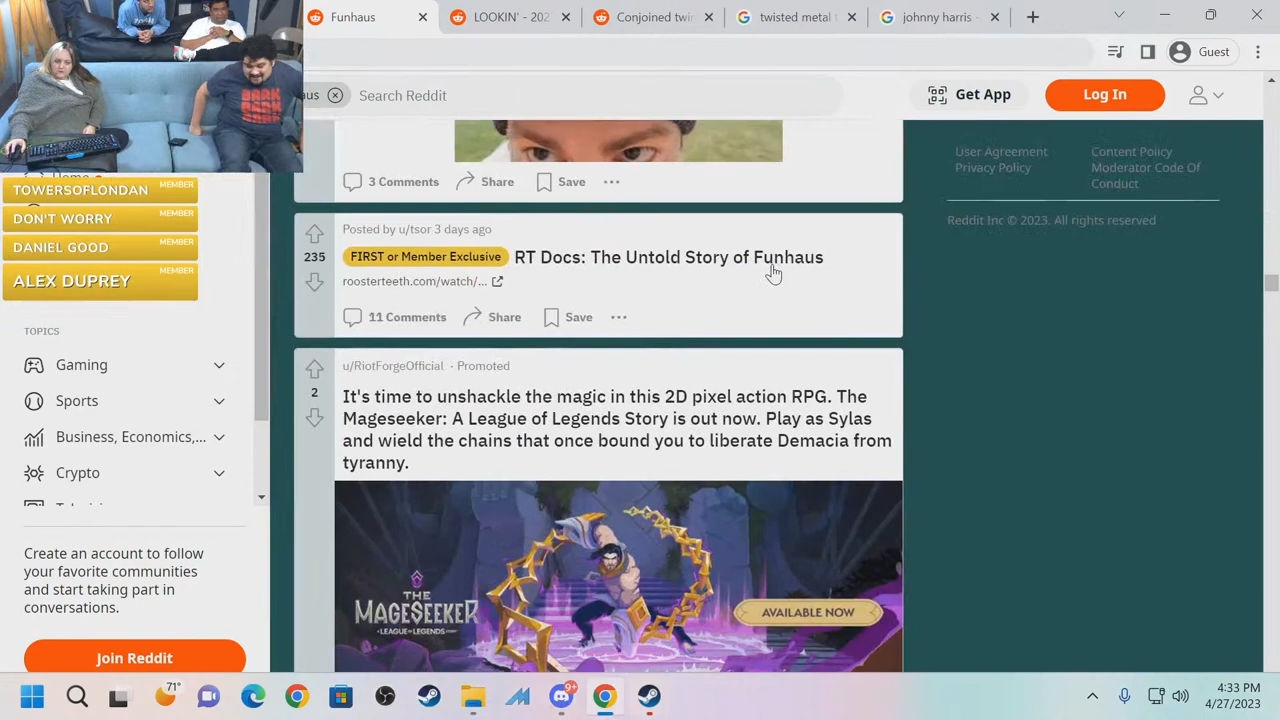 Funhaus
LOOKIN' - 202
Conjoined twi
twisted metal t
johnny harris -
Guest
aus
Search Reddit
Get App
Log In
TOWERSOFLONDAN MEMBER
DON'T WORRY MEMBER
DANIEL GOOD MEMBER
ALEX DUPREY MEMBER
TOPICS
Gaming
Sports
Business, Economics,...
Crypto
Create an account to follow
your favorite communities
and start taking part in
conversations.
Join Reddit
3 Comments Share Save
Posted by u/tsor 3 days ago
235
FIRST or Member Exclusive RT Docs: The Untold Story of Funhaus
roosterteeth.com/watch/...
11 Comments Share Save
u/RiotForgeOfficial · Promoted
2
It's time to unshackle the magic in this 2D pixel action RPG. The
Mageseeker: A League of Legends Story is out now. Play as Sylas
and wield the chains that once bound you to liberate Demacia from
tyranny.
THE
MAGESEEKER
LEAGUE OF LEGENDS
AVAILABLE NOW
User Agreement
Privacy Policy
Content Policy
Moderator Code Of
Conduct
Reddit Inc © 2023. All rights reserved
71°
9+
4:33 PM
4/27/2023